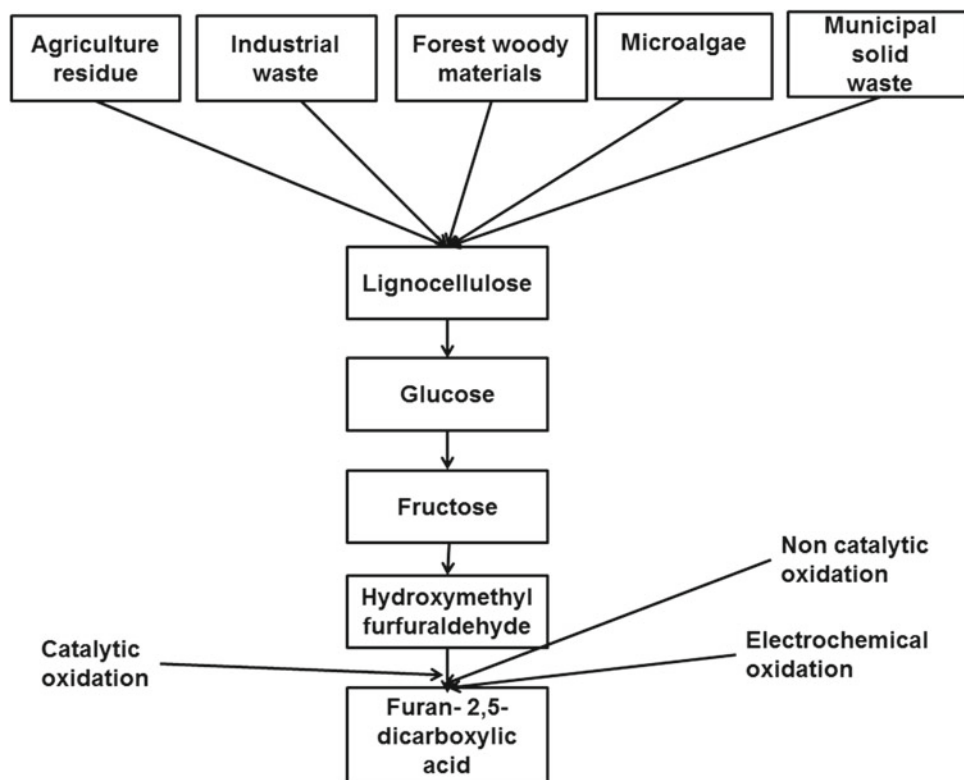 Agriculture
residue
Industrial
waste
Forest woody
materials
Microalgae
Municipal
solid
waste
Lignocellulose
Glucose
Fructose
Hydroxymethyl
furfuraldehyde
Non catalytic
oxidation
Catalytic
oxidation
Electrochemical
oxidation
Furan- 2,5-
dicarboxylic
acid